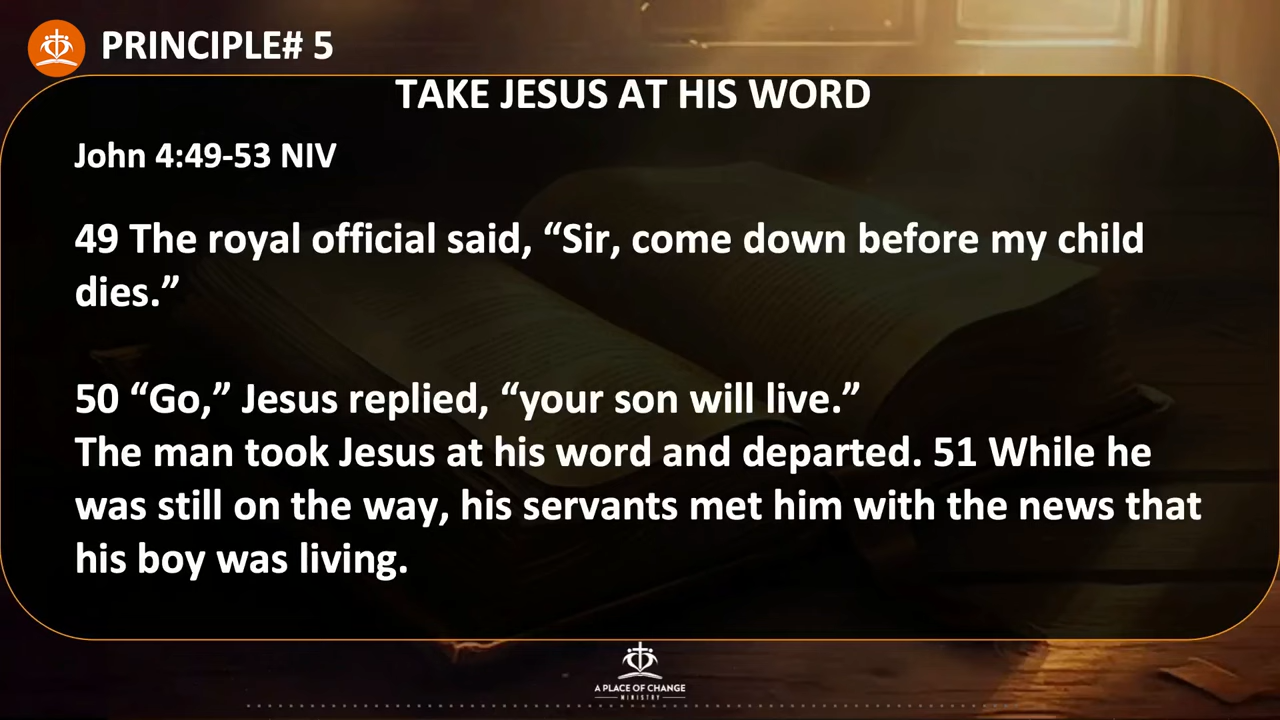 PRINCIPLE# 5
TAKE JESUS AT HIS WORD
John 4:49-53 NIV
49 The royal official said, “Sir, come down before my child
dies.”
50 “Go,” Jesus replied, “your son will live.”
The man took Jesus at his word and departed. 51 While he
was still on the way, his servants met him with the news that
his boy was living.
A PLACE OF CHANGE
MINISTRY